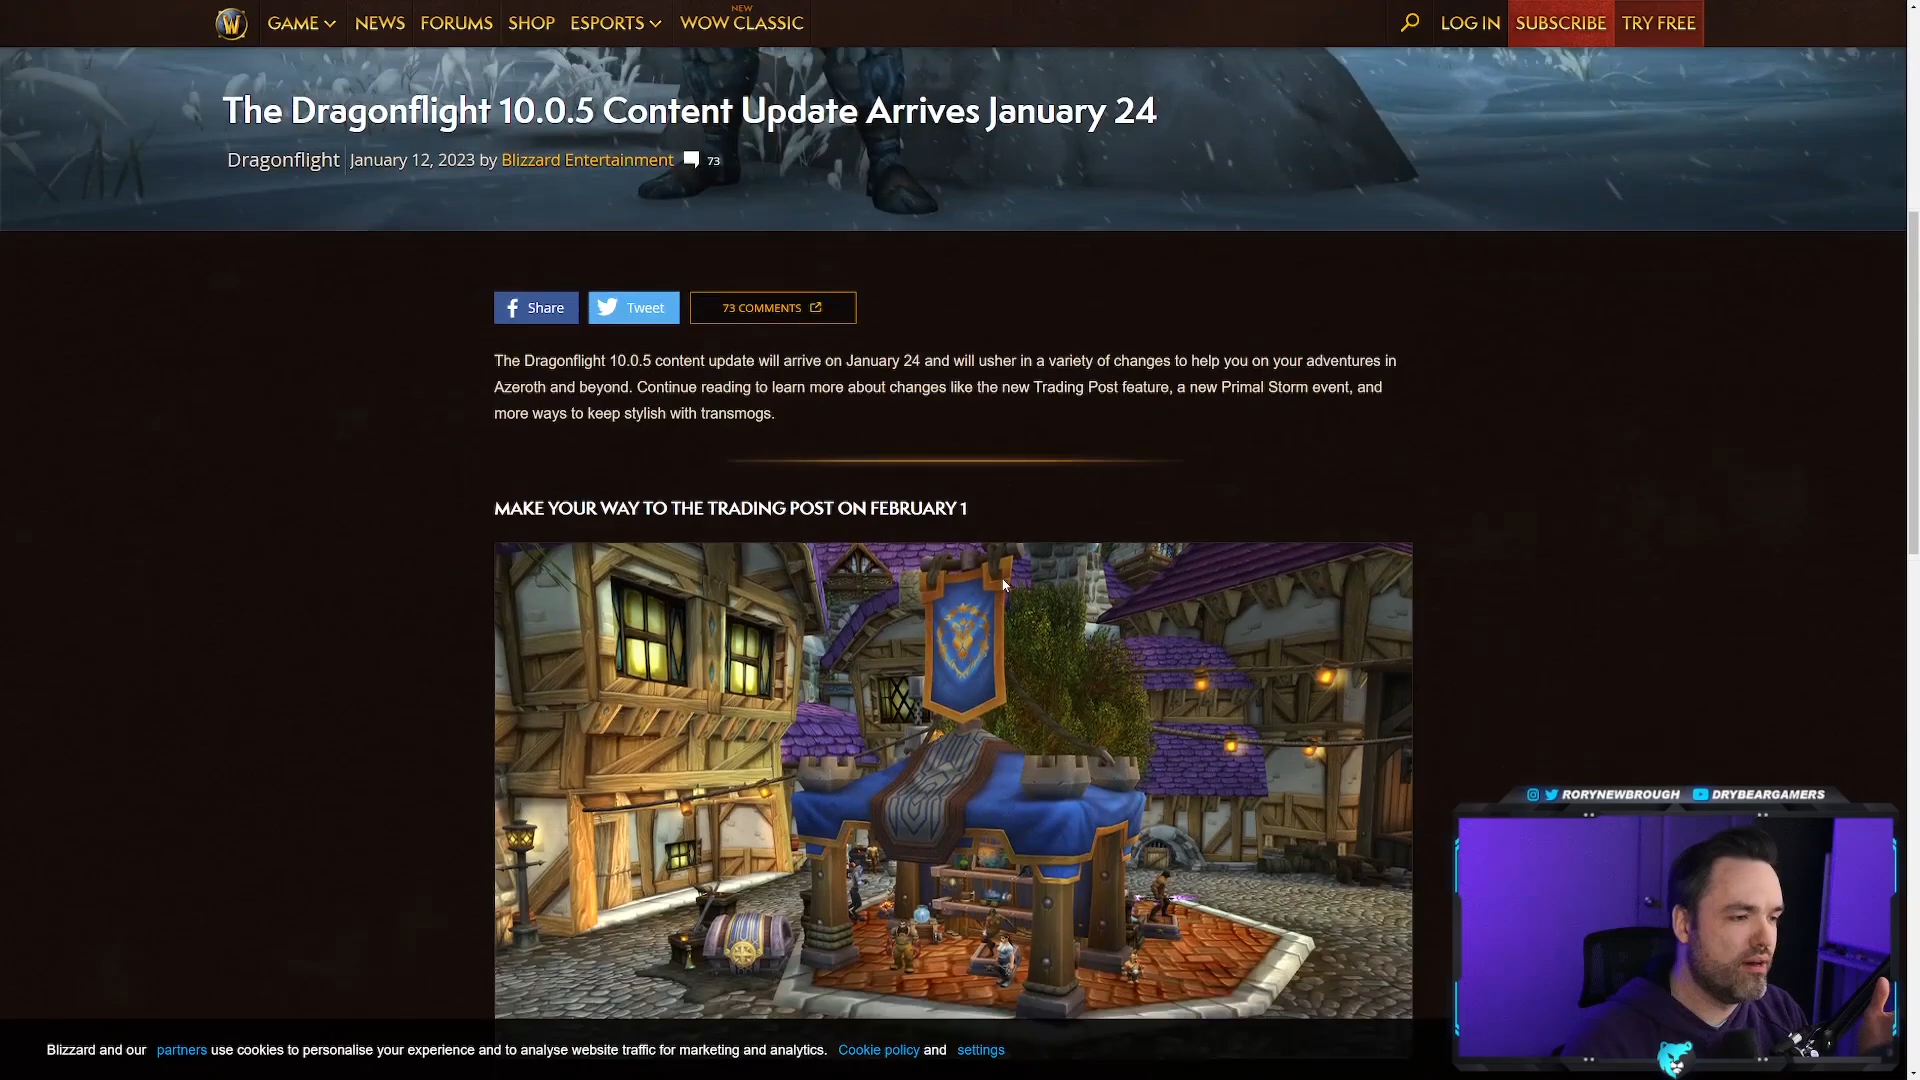 W
GAME
NEWS
FORUMS
SHOP
ESPORTS
NEW
WOW CLASSIC
LOG IN
SUBSCRIBE
TRY FREE
The Dragonflight 10.0.5 Content Update Arrives January 24
Dragonflight January 12, 2023 by Blizzard Entertainment 73
Share
Tweet
73 COMMENTS
The Dragonflight 10.0.5 content update will arrive on January 24 and will usher in a variety of changes to help you on your adventures in
Azeroth and beyond. Continue reading to learn more about changes like the new Trading Post feature, a new Primal Storm event, and
more ways to keep stylish with transmogs.
MAKE YOUR WAY TO THE TRADING POST ON FEBRUARY 1
RORYNEWBROUGH DRYBEARGAMERS
Blizzard and our partners use cookies to personalise your experience and to analyse website traffic for marketing and analytics. Cookie policy and settings